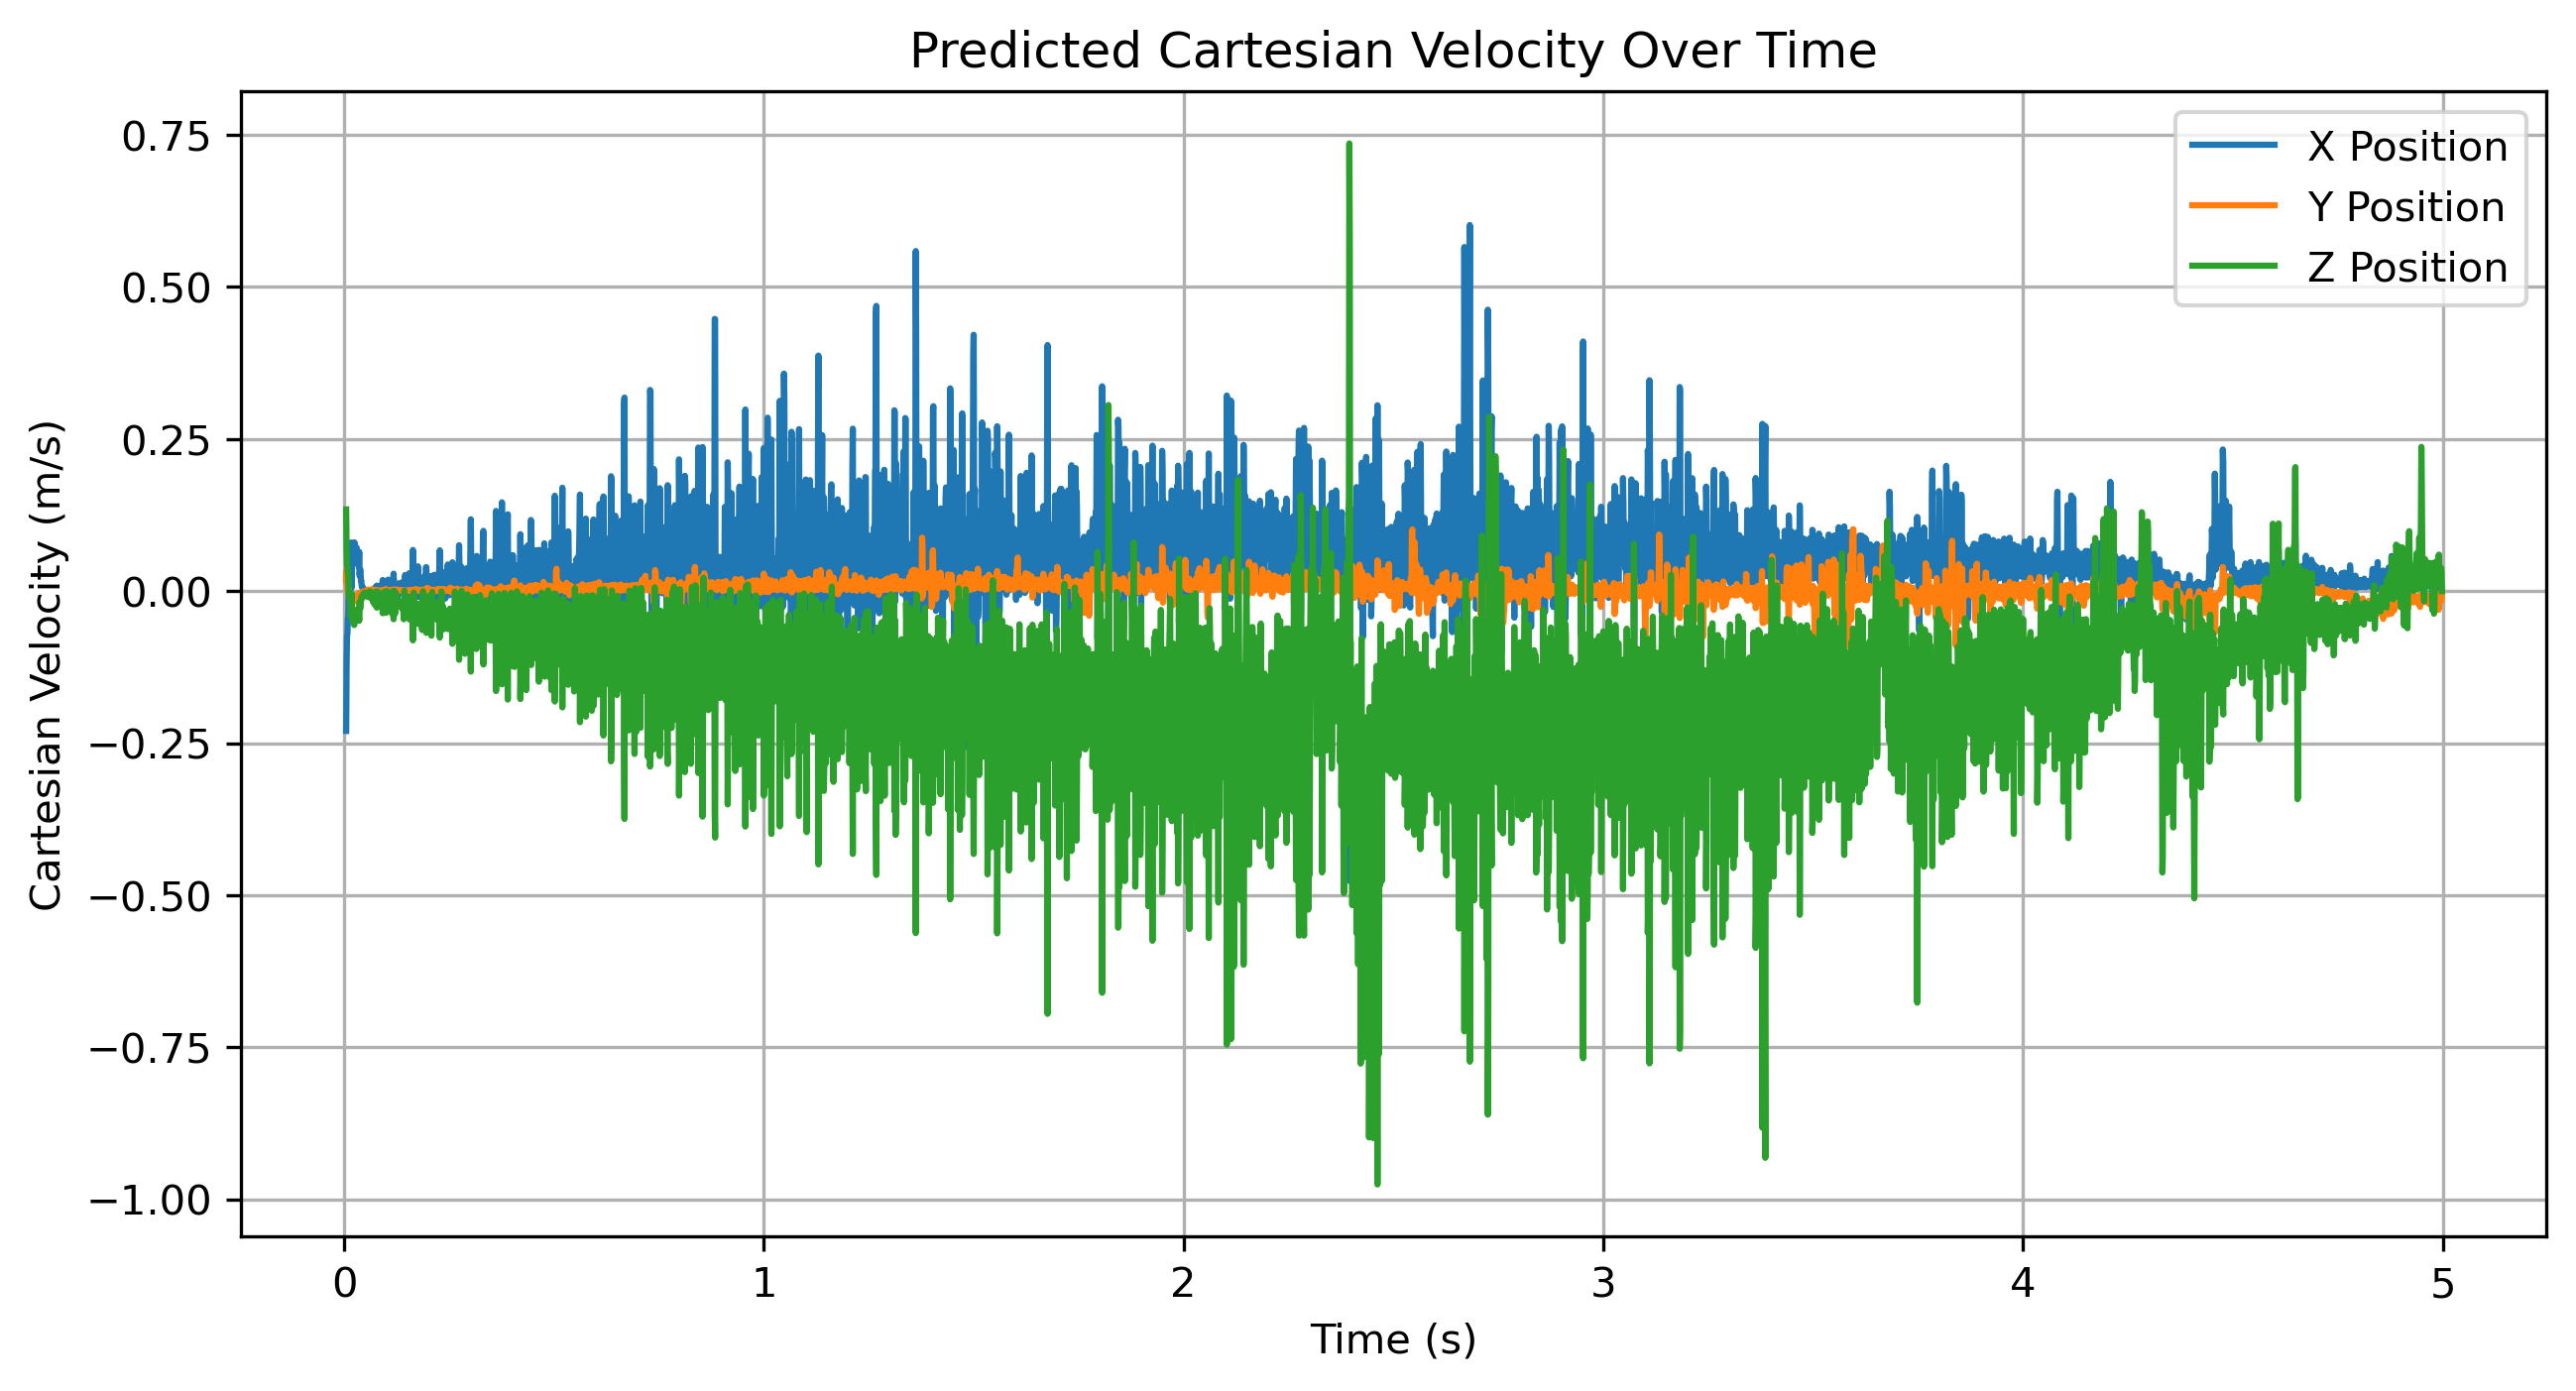 Predicted Cartesian Velocity Over Time
X Position
Y Position
Z Position
Cartesian Velocity (m/s)
0.75
0.50
0.25
0.00
−0.25
−0.50
−0.75
−1.00
0 1 2 3 4 5
Time (s)